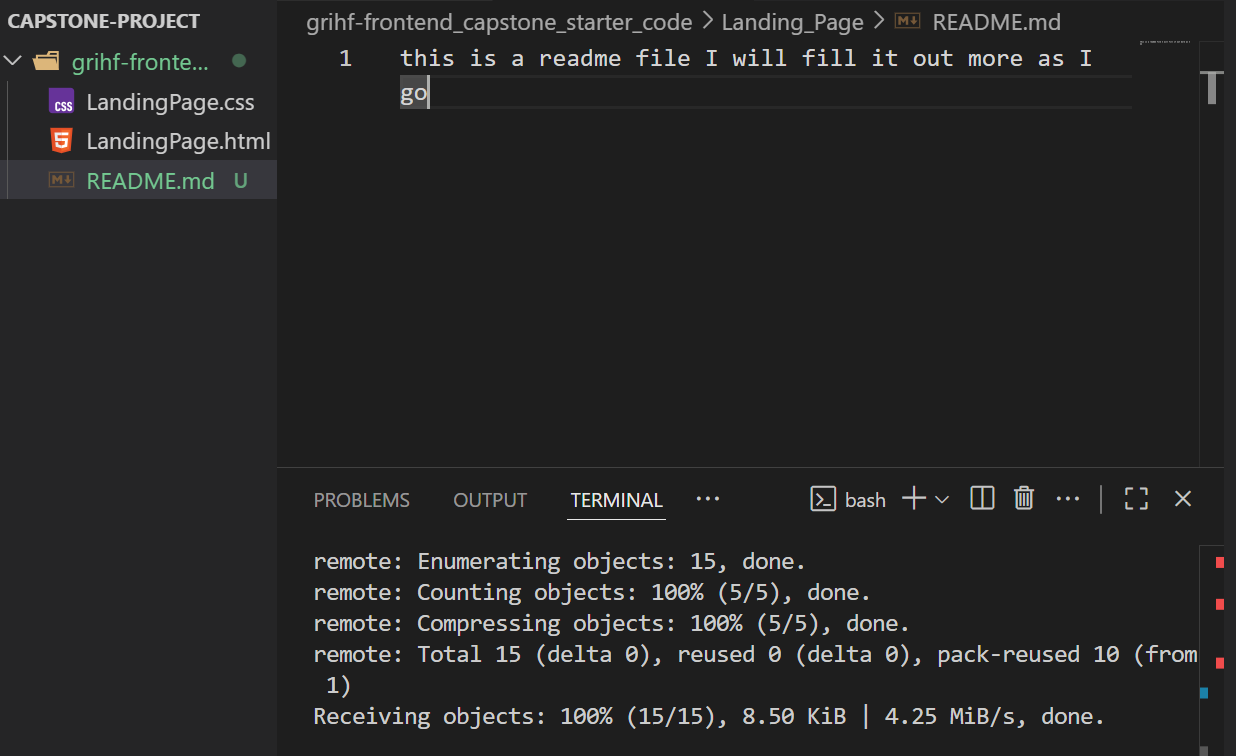 CAPSTONE-PROJECT
grihf-fronte...
LandingPage.css
LandingPage.html
README.md U
grihf-frontend_capstone_starter_code > Landing_Page > README.md
1 this is a readme file I will fill it out more as I
go
PROBLEMS OUTPUT TERMINAL ... bash
remote: Enumerating objects: 15, done.
remote: Counting objects: 100% (5/5), done.
remote: Compressing objects: 100% (5/5), done.
remote: Total 15 (delta 0), reused 0 (delta 0), pack-reused 10 (from
1)
Receiving objects: 100% (15/15), 8.50 KiB | 4.25 MiB/s, done.